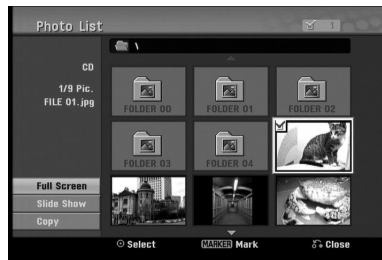 Photo List
1
\
CD
1/9 Pic.
FILE 01.jpg
FOLDER 00
FOLDER 01
FOLDER 02
FOLDER 03
FOLDER 04
Full Screen
Slide Show
Copy
Select
MARKER Mark
Close